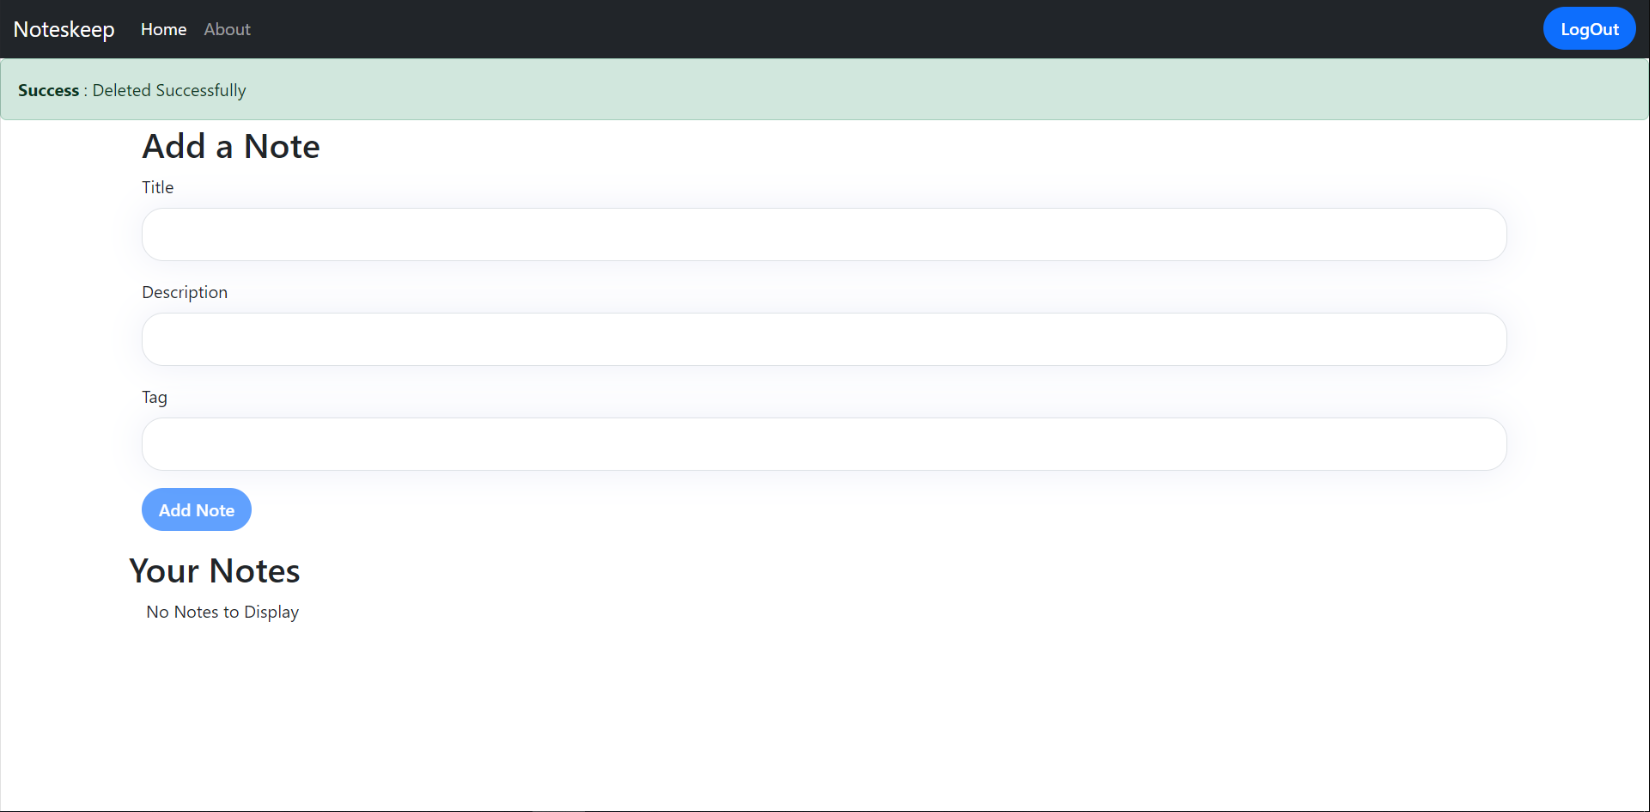 Noteskeep Home About LogOut
Success : Deleted Successfully
Add a Note
Title
Description
Tag
Add Note
Your Notes
No Notes to Display